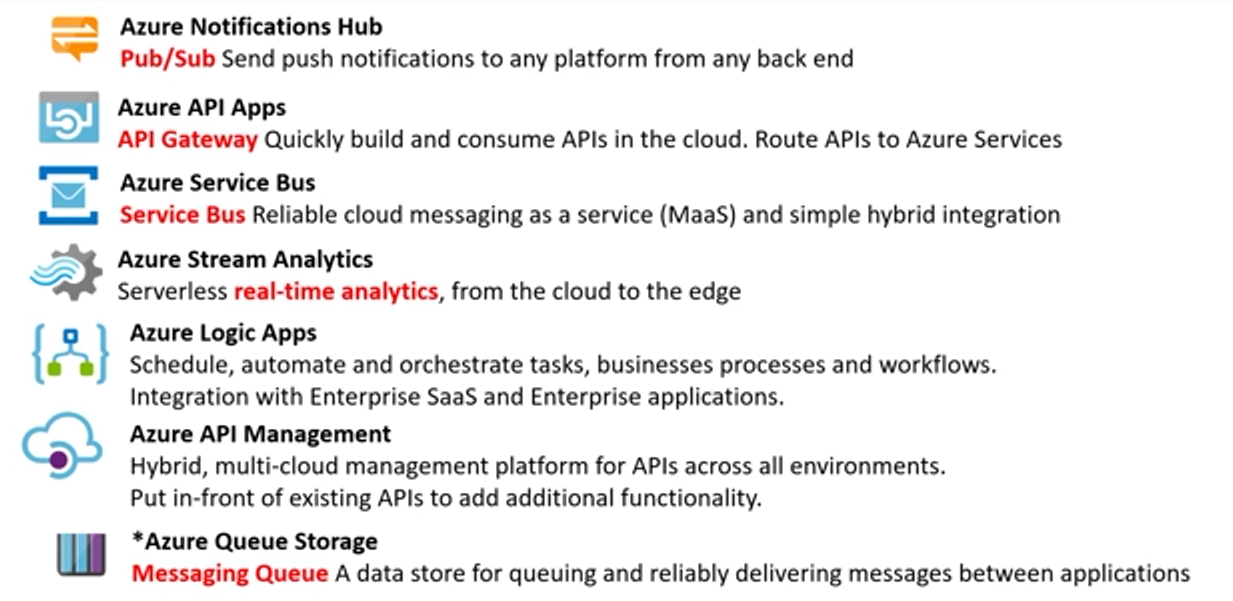 Azure Notifications Hub
Pub/Sub Send push notifications to any platform from any back end
Azure API Apps
API Gateway Quickly build and consume APIs in the cloud. Route APIs to Azure Services
Azure Service Bus
Service Bus Reliable cloud messaging as a service (MaaS) and simple hybrid integration
Azure Stream Analytics
Serverless real-time analytics, from the cloud to the edge
Azure Logic Apps
Schedule, automate and orchestrate tasks, businesses processes and workflows.
Integration with Enterprise SaaS and Enterprise applications.
Azure API Management
Hybrid, multi-cloud management platform for APIs across all environments.
Put in-front of existing APIs to add additional functionality.
*Azure Queue Storage
Messaging Queue A data store for queuing and reliably delivering messages between applications